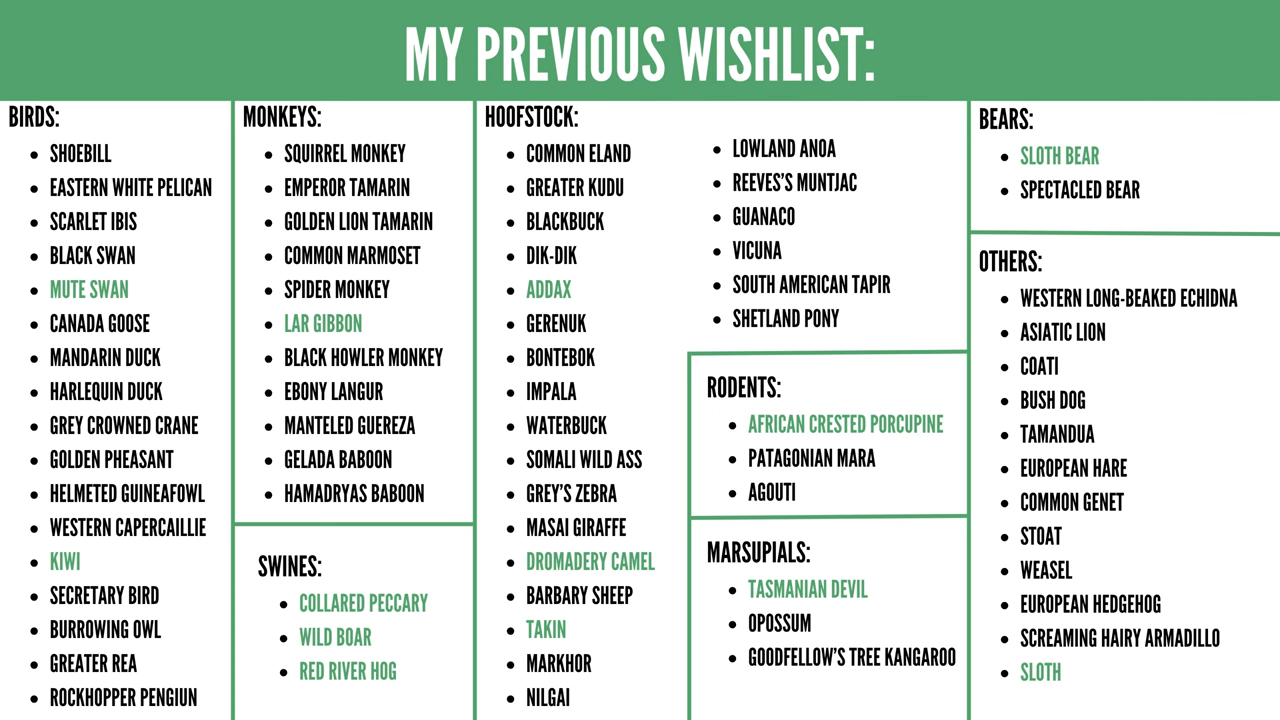 MY PREVIOUS WISHLIST:
BIRDS:
SHOEBILL
EASTERN WHITE PELICAN
SCARLET IBIS
BLACK SWAN
MUTE SWAN
CANADA GOOSE
MANDARIN DUCK
HARLEQUIN DUCK
GREY CROWNED CRANE
GOLDEN PHEASANT
HELMETED GUINEAFOWL
WESTERN CAPERCAILLIE
KIWI
SECRETARY BIRD
BURROWING OWL
GREATER REA
ROCKHOPPER PENGIUN
MONKEYS:
SQUIRREL MONKEY
EMPEROR TAMARIN
GOLDEN LION TAMARIN
COMMON MARMOSET
SPIDER MONKEY
LAR GIBBON
BLACK HOWLER MONKEY
EBONY LANGUR
MANTELED GUEREZA
GELADA BABOON
HAMADRYAS BABOON
SWINES:
COLLARED PECCARY
WILD BOAR
RED RIVER HOG
HOOFSTOCK:
COMMON ELAND
GREATER KUDU
BLACKBUCK
DIK-DIK
ADDAX
GERENUK
BONTEBOK
IMPALA
WATERBUCK
SOMALI WILD ASS
GREY'S ZEBRA
MASAI GIRAFFE
DROMADERY CAMEL
BARBARY SHEEP
TAKIN
MARKHOR
NILGAI
LOWLAND ANOA
REEVES'S MUNTJAC
GUANACO
VICUNA
SOUTH AMERICAN TAPIR
SHETLAND PONY
RODENTS:
AFRICAN CRESTED PORCUPINE
PATAGONIAN MARA
AGOUTI
MARSUPIALS:
TASMANIAN DEVIL
OPOSSUM
GOODFELLOW'S TREE KANGAROO
BEARS:
SLOTH BEAR
SPECTACLED BEAR
OTHERS:
WESTERN LONG-BEAKED ECHIDNA
ASIATIC LION
COATI
BUSH DOG
TAMANDUA
EUROPEAN HARE
COMMON GENET
STOAT
WEASEL
EUROPEAN HEDGEHOG
SCREAMING HAIRY ARMADILLO
SLOTH